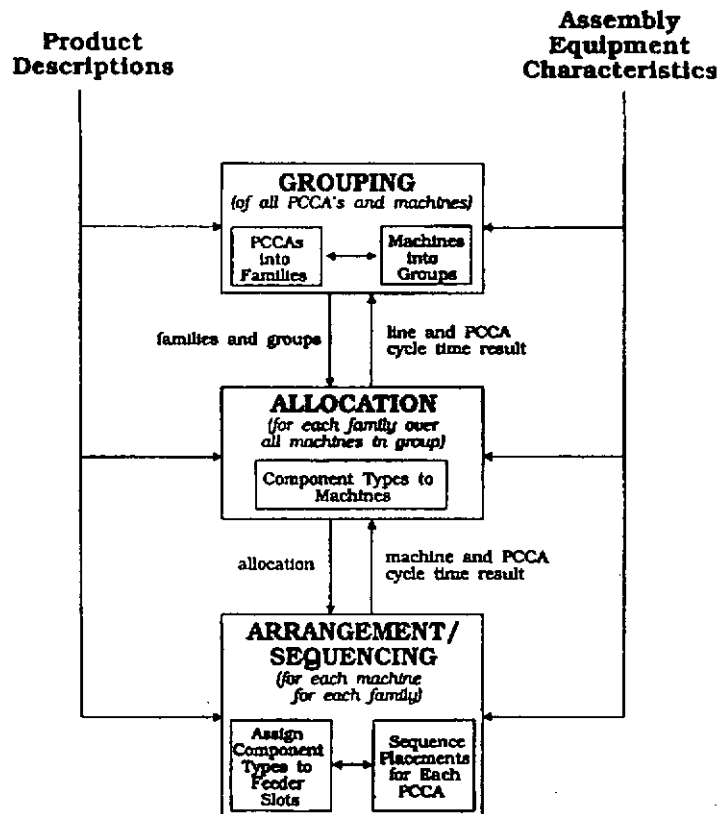 Product
Descriptions
Assembly
Equipment
Characteristics
GROUPING
(of all PCCA's and machines)
PCCAs
into
Families
Machines
into
Groups
families and groups
line and PCCA
cycle time result
ALLOCATION
(for each family over
all machines in group)
Component Types to
Machines
allocation
machine and PCCA
cycle time result
ARRANGEMENT/
SEQUENCING
(for each machine
for each family)
Assign
Component
Types to
Feeder
Slots
Sequence
Placements
for Each
PCCA